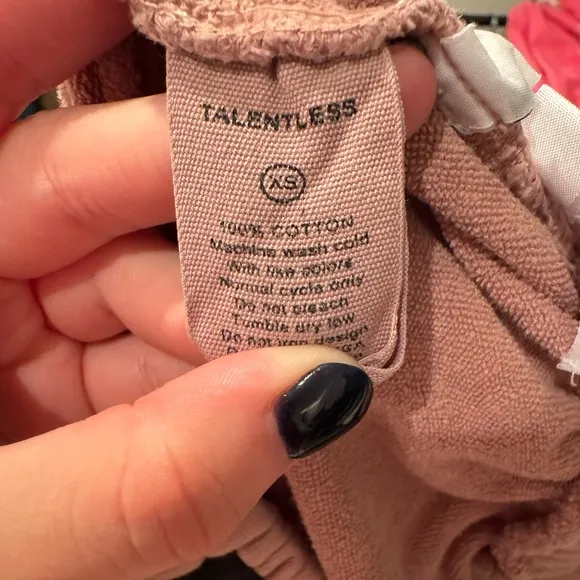 TALENTLESS
XS
100% COTTON
Machine wash cold
With like colors
Normal cycle only
Do not bleach
Tumble dry low
Do not iron design